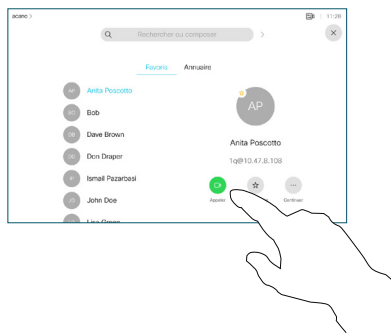 acano >
11:28
Rechercher ou composer
Favoris Annuaire
AP Anita Poscotto
Bob
DB Dave Brown
DD Don Draper
Ismail Pazarbasi
John Doe
AP
Anita Poscotto
1q@10.47.8.108
Appeler
Continuer